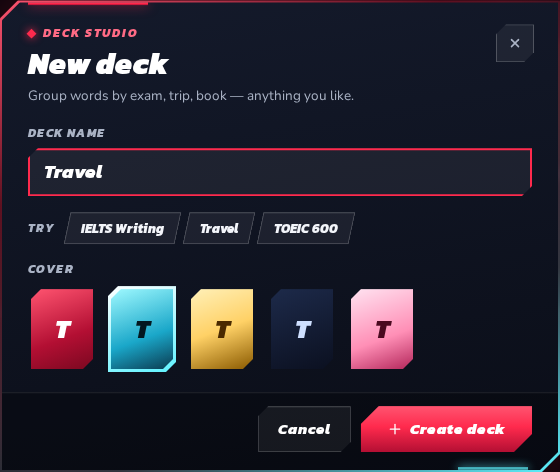 DECK STUDIO
New deck
Group words by exam, trip, book — anything you like.
DECK NAME
Travel
TRY IELTS Writing Travel TOEIC 600
COVER
T T T T T
Cancel + Create deck